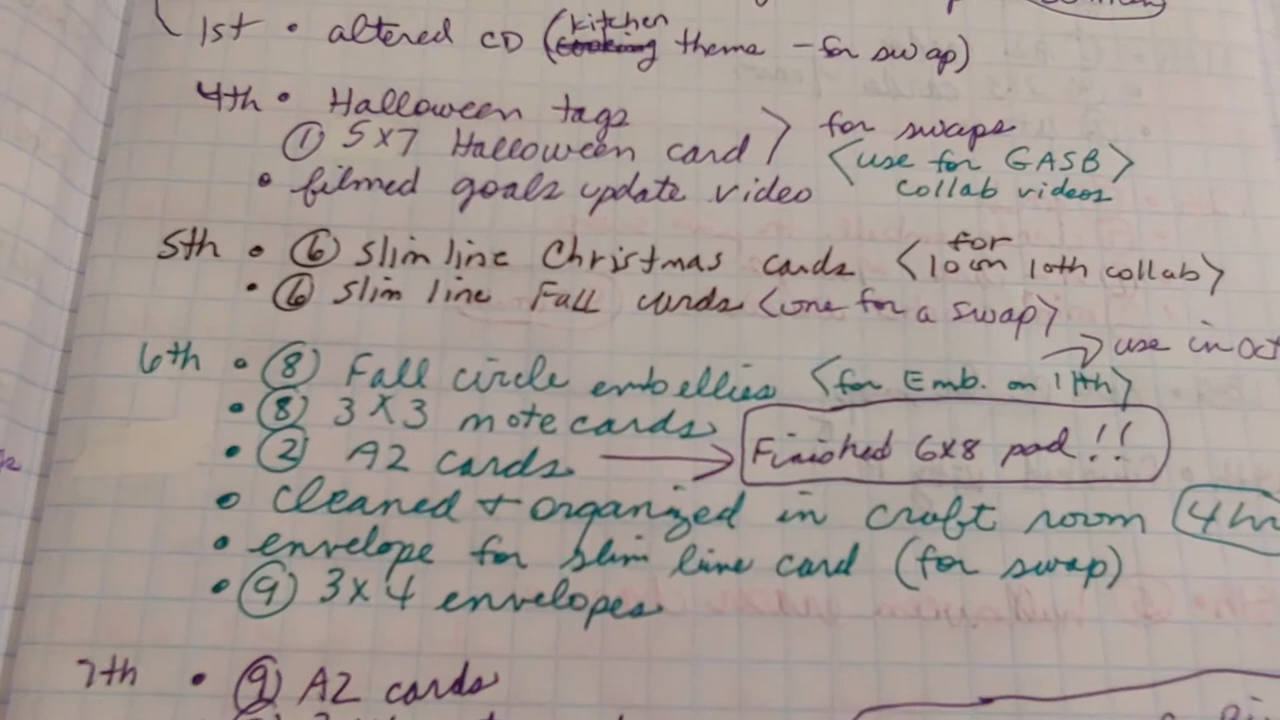 1st • altered CD (kitchen theme - for swap)
4th • Halloween tags
① 5X7 Halloween card > for swaps
<use for GASB>
collab videos
• filmed goals update video
5th • ⑥ slim line Christmas cards <for 10th collab>
• ⑥ slim line Fall cards <one for a swap>
→ use in Oct
6th • ⑧ Fall circle embellies <for Emb. on 11th>
• ⑧ 3X3 note cards
• ② A2 cards → Finished 6X8 pad!!
• cleaned + organized in craft room 4 hr
• envelope for slim line card (for swap)
• ⑨ 3X4 envelopes
7th • ⑨ A2 cards